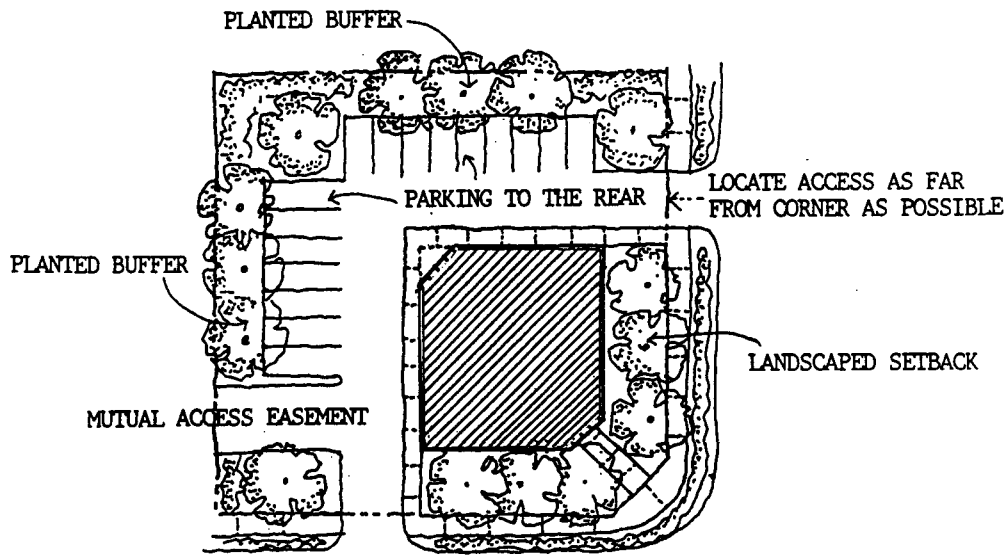 PLANTED BUFFER
PARKING TO THE REAR
LOCATE ACCESS AS FAR
FROM CORNER AS POSSIBLE
PLANTED BUFFER
LANDSCAPED SETBACK
MUTUAL ACCESS EASEMENT